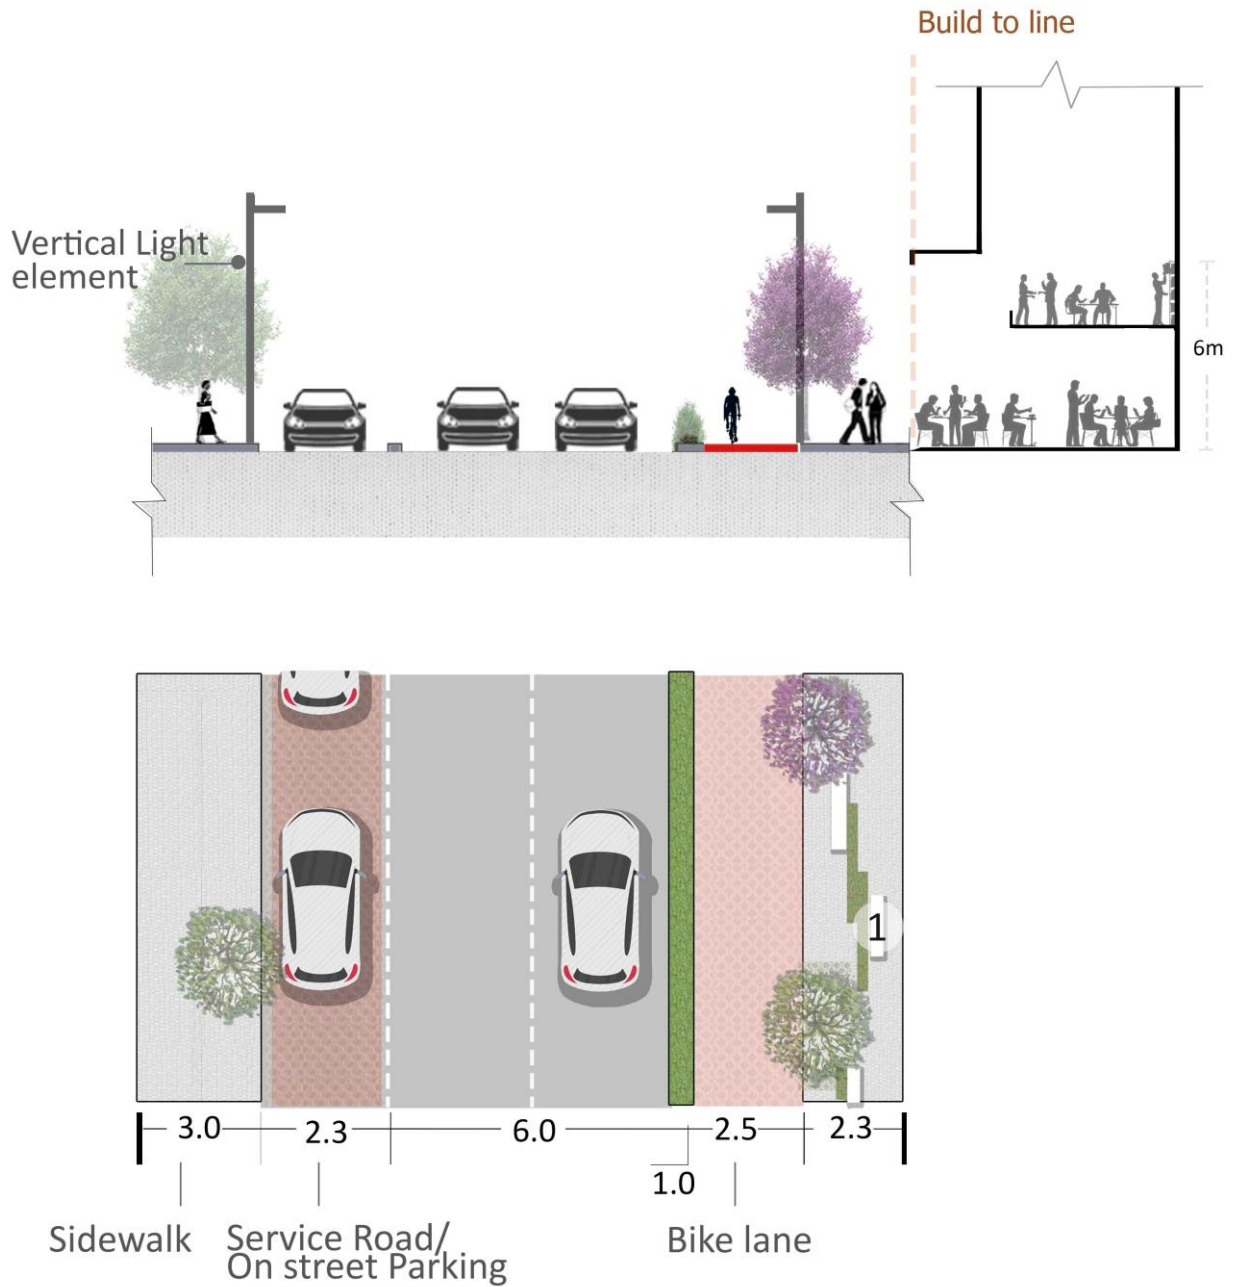 Build to line
Vertical Light
element
6m
1
3.0
2.3
6.0
1.0
2.5
2.3
Sidewalk
Service Road/
On street Parking
Bike lane